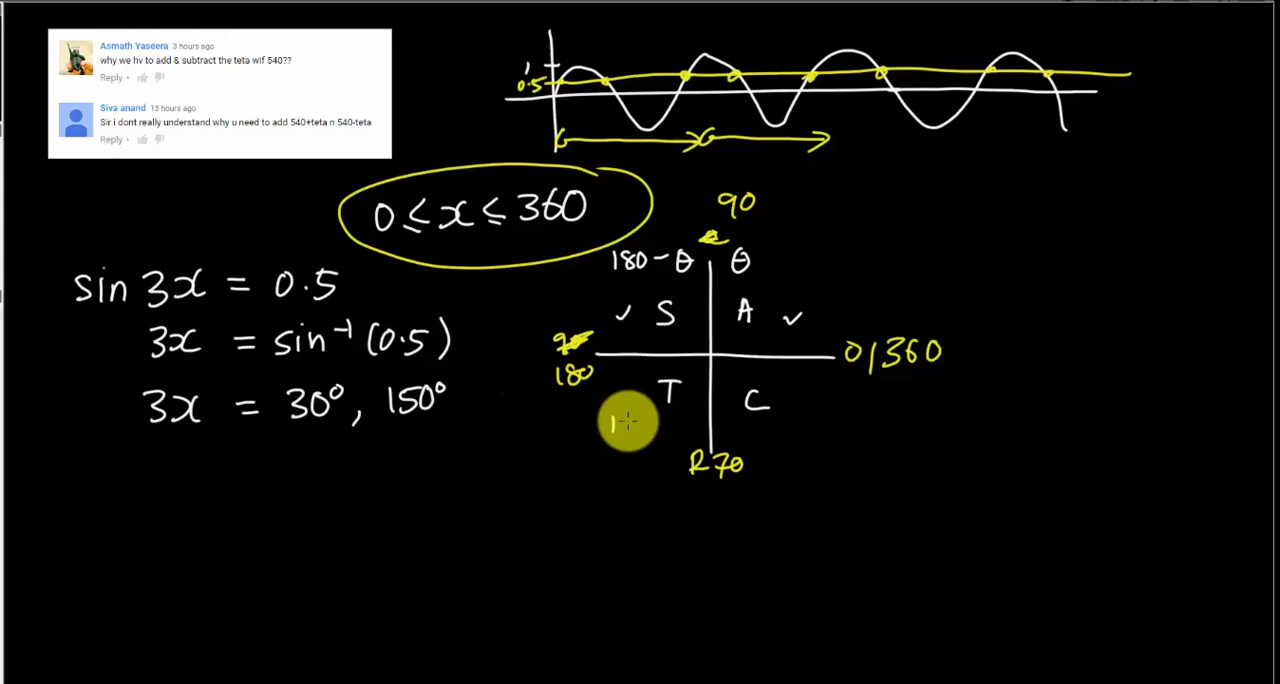 Asmath Yaseera 3 hours ago
why we hv to add & subtract the teta wif 540??
Reply
Siva anand 13 hours ago
Sir i dont really understand why u need to add 540+teta n 540-teta
Reply
1
0.5
0 ≤ x ≤ 360
90
180-θ θ
sin 3x = 0.5
S A
3x = sin⁻¹ (0.5)
180
0/360
3x = 30°, 150°
T C
270